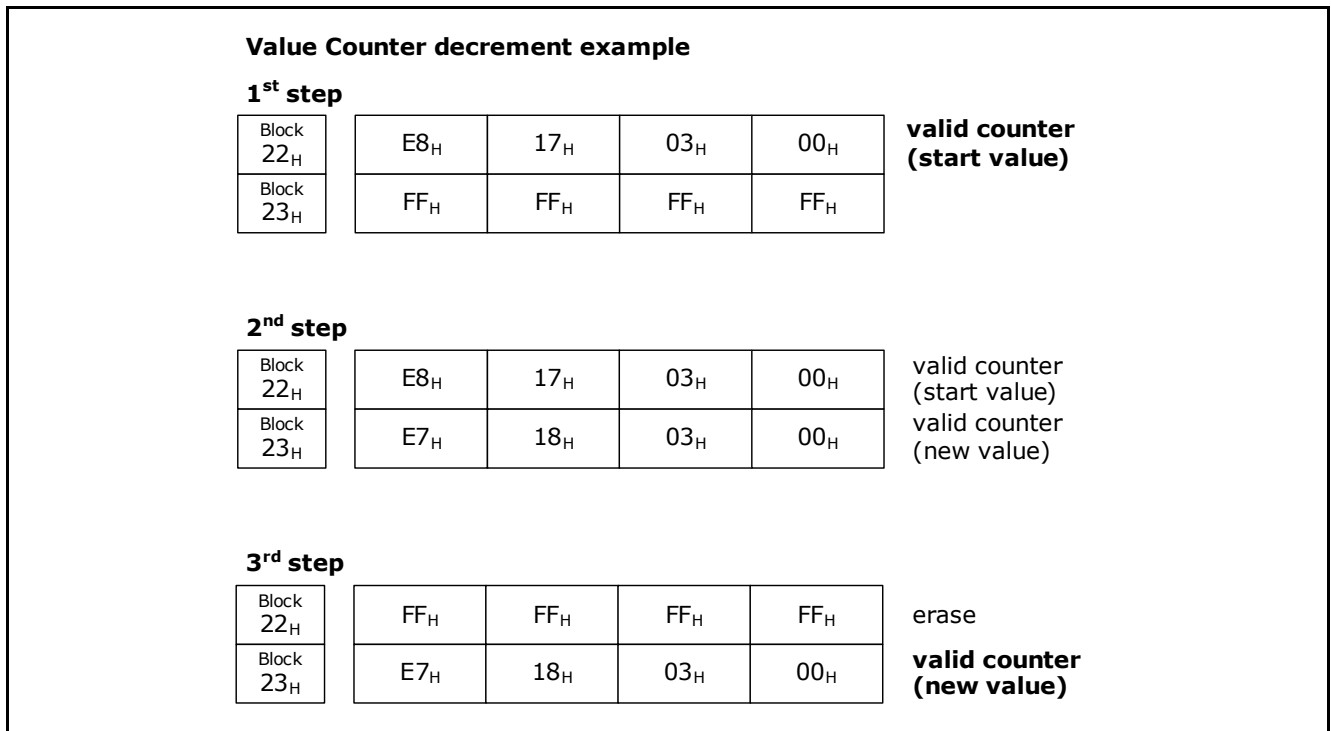 Value Counter decrement example
1st step
Block 22H E8H 17H 03H 00H valid counter (start value)
Block 23H FFH FFH FFH FFH
2nd step
Block 22H E8H 17H 03H 00H valid counter (start value)
Block 23H E7H 18H 03H 00H valid counter (new value)
3rd step
Block 22H FFH FFH FFH FFH erase
Block 23H E7H 18H 03H 00H valid counter (new value)